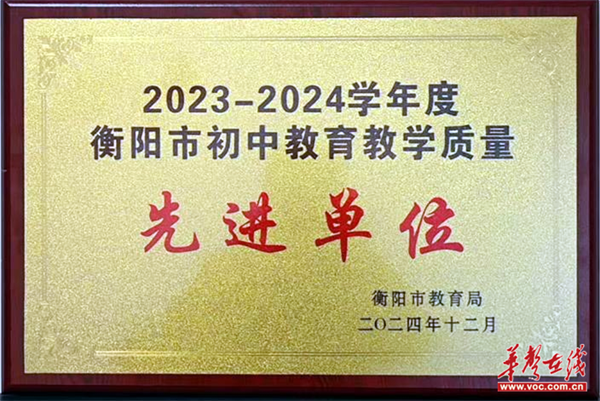 2023-2024学年度
衡阳市初中教育教学质量
先进单位
衡阳市教育局
二〇二四年十二月
华声在线
www.voc.com.cn